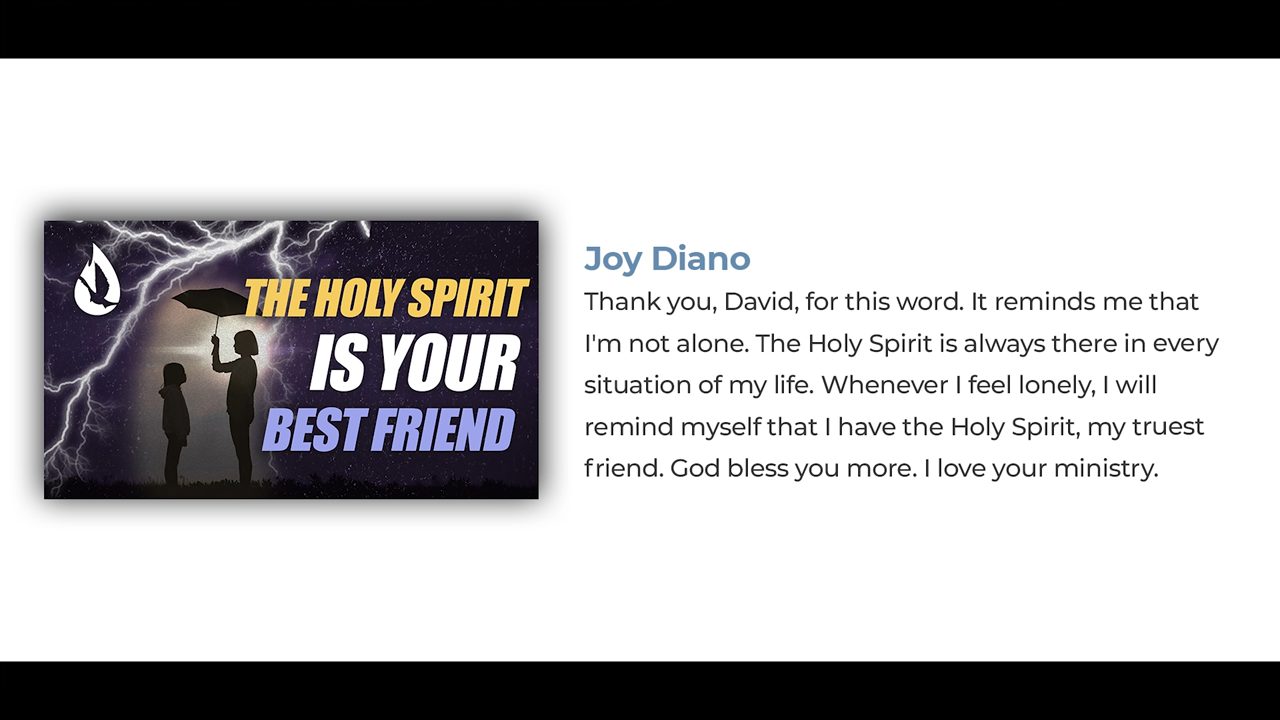 THE HOLY SPIRIT
IS YOUR
BEST FRIEND
Joy Diano
Thank you, David, for this word. It reminds me that
I'm not alone. The Holy Spirit is always there in every
situation of my life. Whenever I feel lonely, I will
remind myself that I have the Holy Spirit, my truest
friend. God bless you more. I love your ministry.